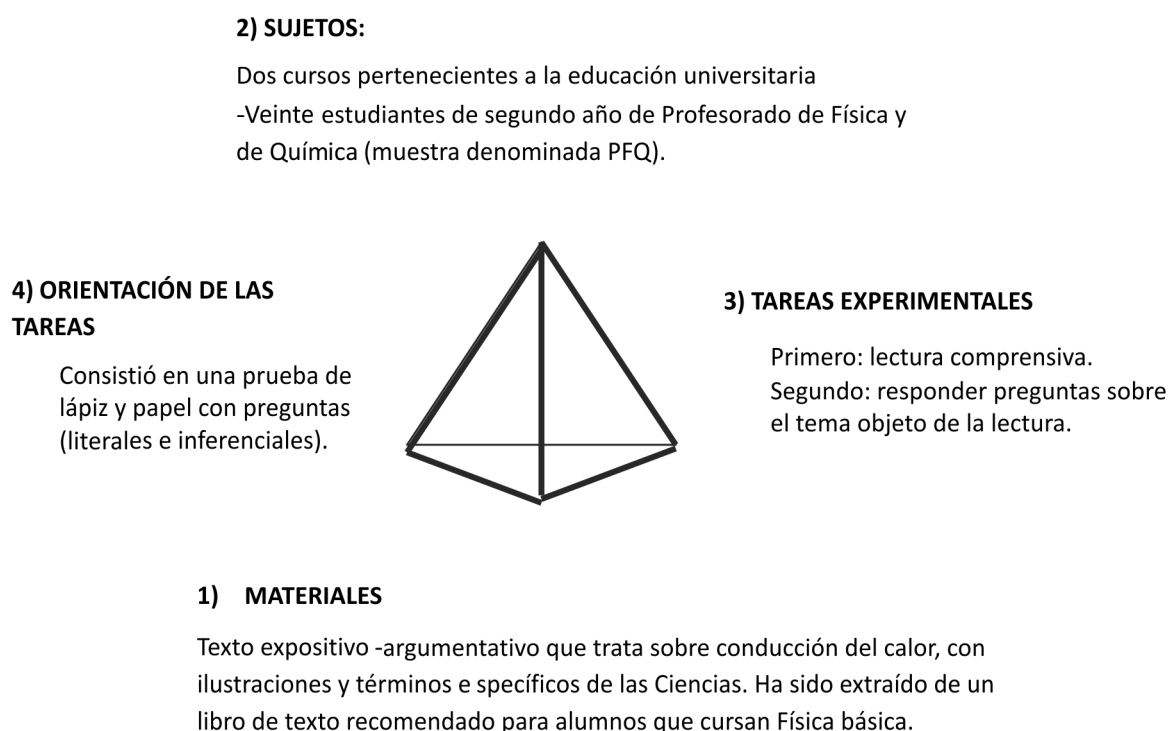 2) SUJETOS:
Dos cursos pertenecientes a la educación universitaria
-Veinte estudiantes de segundo año de Profesorado de Física y
de Química (muestra denominada PFQ).
4) ORIENTACIÓN DE LAS
TAREAS
Consistió en una prueba de
lápiz y papel con preguntas
(literales e inferenciales).
3) TAREAS EXPERIMENTALES
Primero: lectura comprensiva.
Segundo: responder preguntas sobre
el tema objeto de la lectura.
1) MATERIALES
Texto expositivo -argumentativo que trata sobre conducción del calor, con
ilustraciones y términos e specíficos de las Ciencias. Ha sido extraído de un
libro de texto recomendado para alumnos que cursan Física básica.